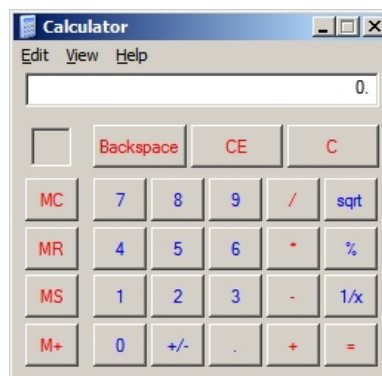 Calculator
Edit View Help
0.
Backspace CE C
MC 7 8 9 / sqrt
MR 4 5 6 * %
MS 1 2 3 - 1/x
M+ 0 +/- . + =